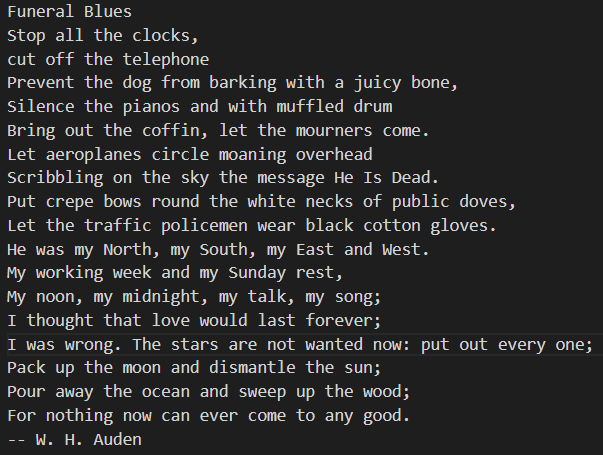 Funeral Blues
Stop all the clocks,
cut off the telephone
Prevent the dog from barking with a juicy bone,
Silence the pianos and with muffled drum
Bring out the coffin, let the mourners come.
Let aeroplanes circle moaning overhead
Scribbling on the sky the message He Is Dead.
Put crepe bows round the white necks of public doves,
Let the traffic policemen wear black cotton gloves.
He was my North, my South, my East and West.
My working week and my Sunday rest,
My noon, my midnight, my talk, my song;
I thought that love would last forever;
I was wrong. The stars are not wanted now: put out every one;
Pack up the moon and dismantle the sun;
Pour away the ocean and sweep up the wood;
For nothing now can ever come to any good.
-- W. H. Auden